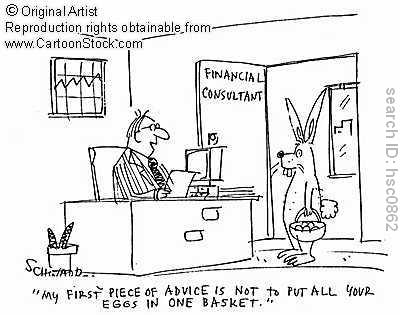 © Original Artist
Reproduction rights obtainable from
www.CartoonStock.com
FINANCIAL
CONSULTANT
search ID: hsc0862
"MY FIRST PIECE OF ADVICE IS NOT TO PUT ALL YOUR
EGGS IN ONE BASKET."